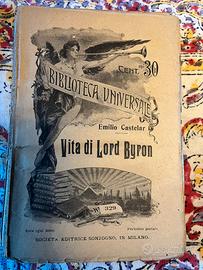 CENT. 30
BIBLIOTECA UNIVERSALE
Emilio Castelar
Vita di Lord Byron
N.° 329
SOCIETÀ EDITRICE SONZOGNO, IN MILANO.